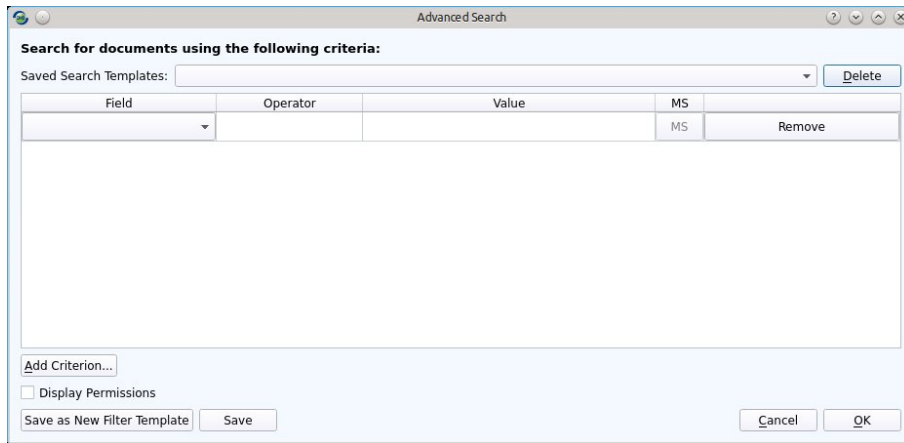 Advanced Search
Search for documents using the following criteria:
Saved Search Templates: Delete
Field Operator Value MS
MS Remove
Add Criterion...
Display Permissions
Save as New Filter Template Save Cancel OK